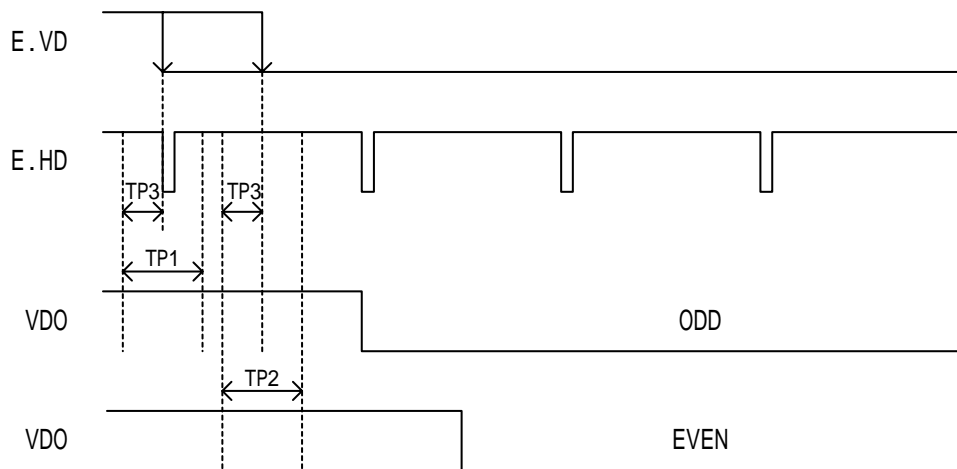 E.VD
E.HD
TP3 TP3
TP1
VDO ODD
TP2
VDO EVEN